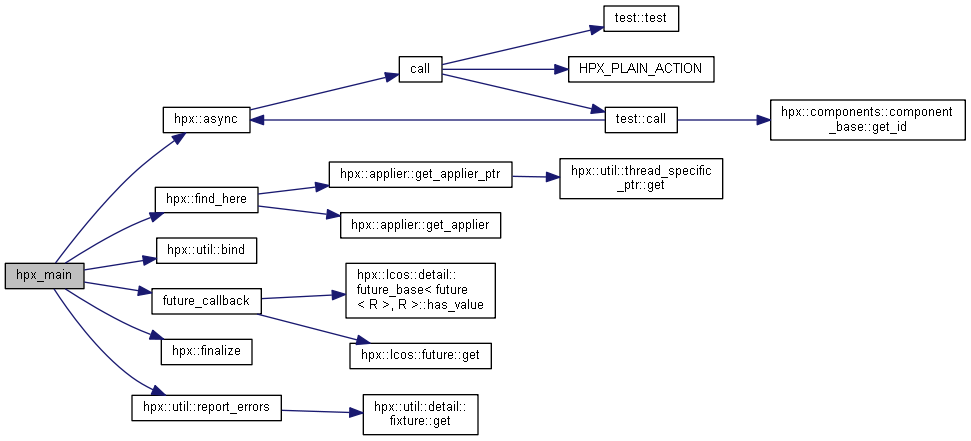 test::test
call
HPX_PLAIN_ACTION
hpx::async
test::call
hpx::components::component
_base::get_id
hpx::applier::get_applier_ptr
hpx::util::thread_specific
_ptr::get
hpx::find_here
hpx::applier::get_applier
hpx::util::bind
hpx_main
hpx::lcos::detail::
future_base< future
< R >, R >::has_value
future_callback
hpx::finalize
hpx::lcos::future::get
hpx::util::report_errors
hpx::util::detail::
fixture::get